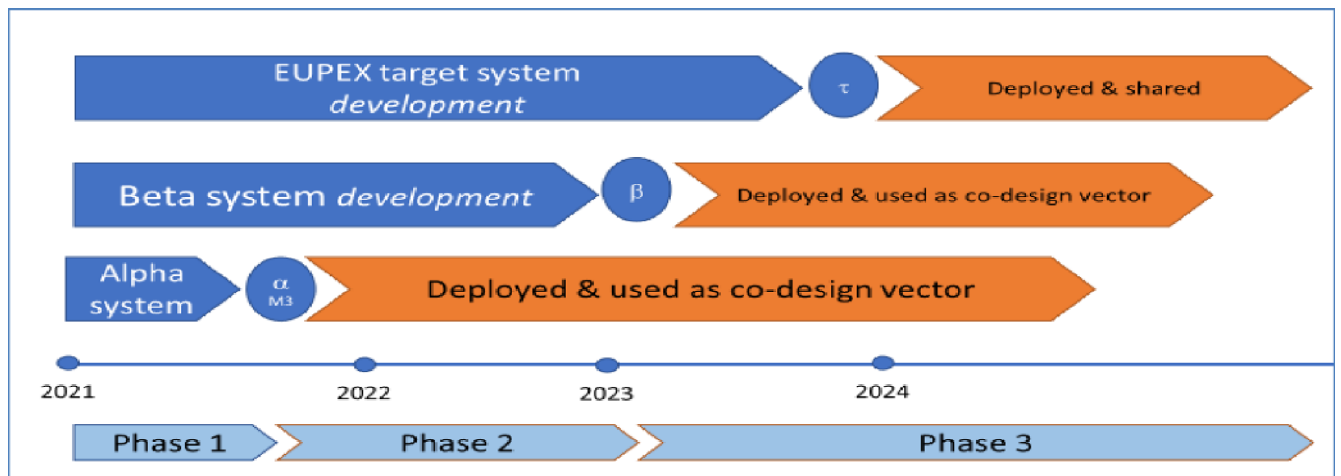 EUPEX target system
development
τ
Deployed & shared
Beta system development
β
Deployed & used as co-design vector
Alpha
system
α
M3
Deployed & used as co-design vector
2021
2022
2023
2024
Phase 1
Phase 2
Phase 3